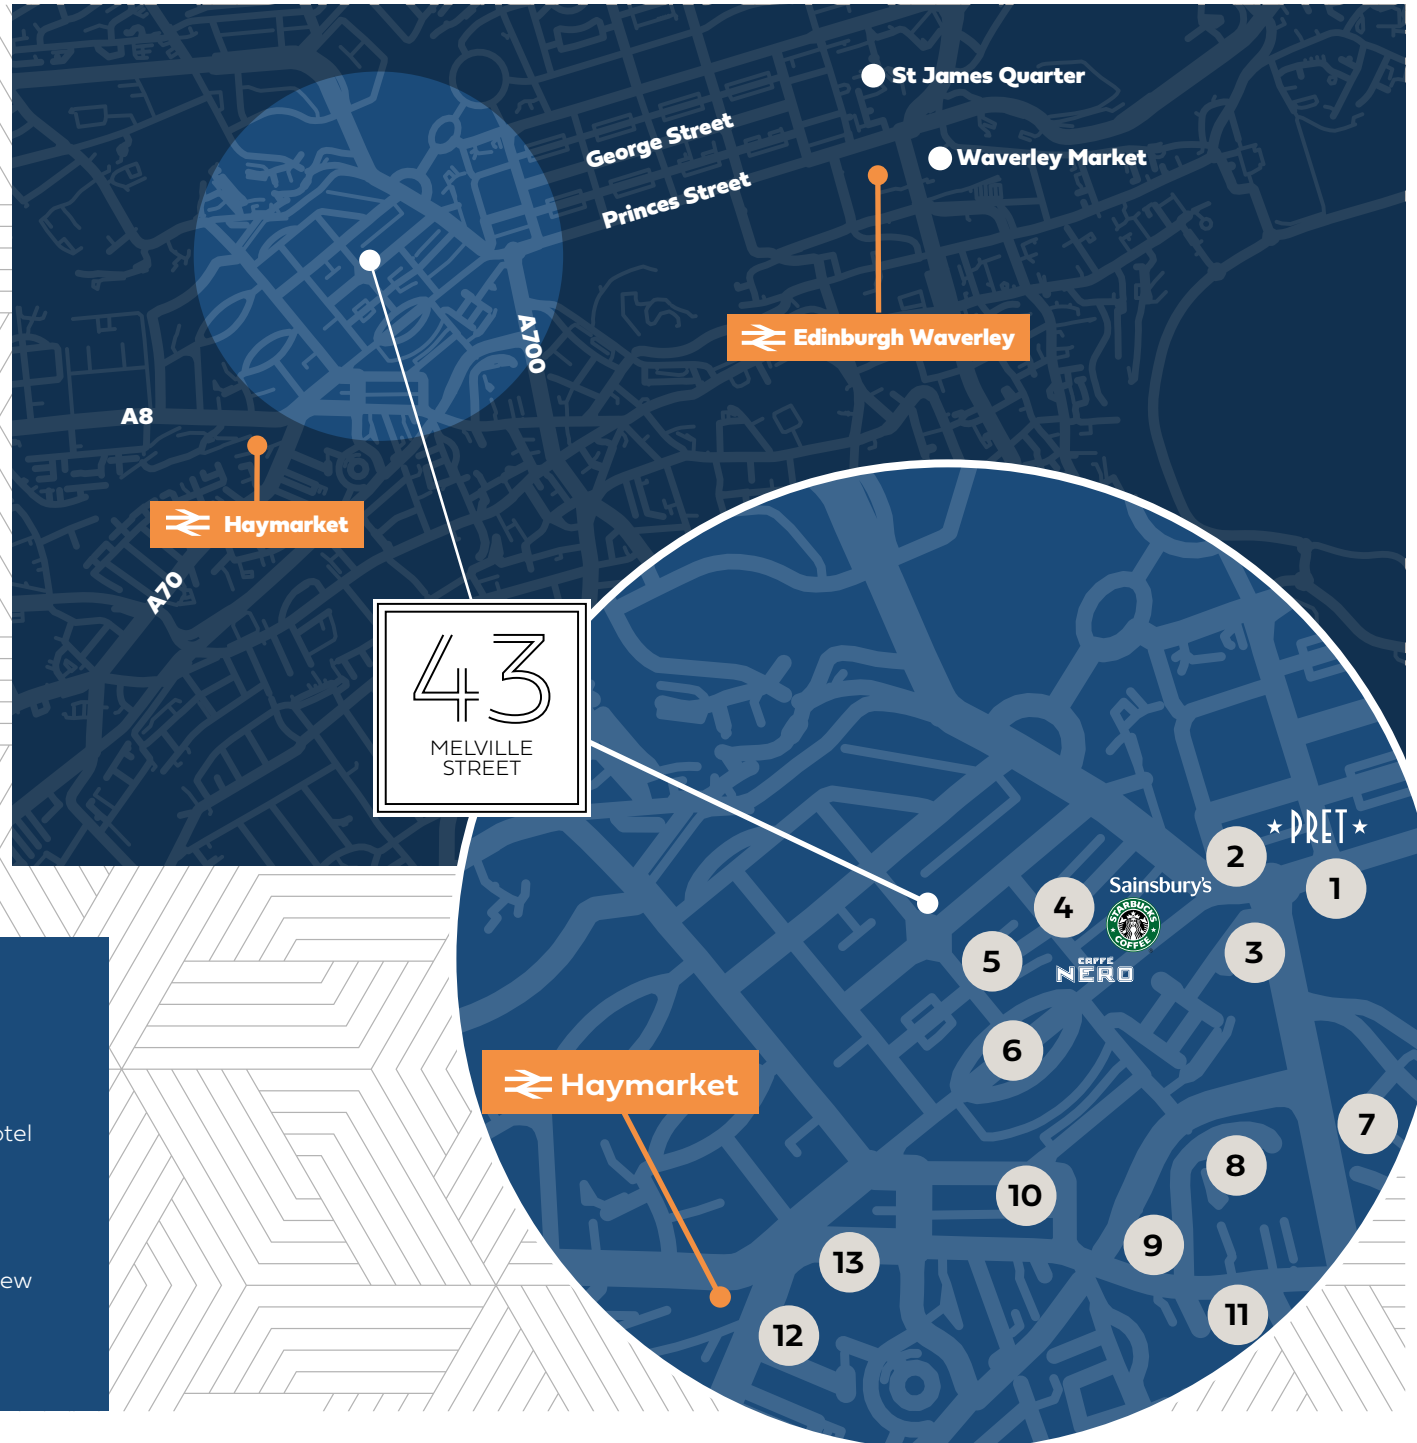 St James Quarter
George Street
Waverley Market
Princes Street
A700
Edinburgh Waverley
A8
Haymarket
A70
43
MELVILLE
STREET
PRET
2
1
Sainsbury's
4
STARBUCKS
COFFEE
3
5
CAFFE
NERO
6
Haymarket
7
otel
8
10
9
13
ew
11
12